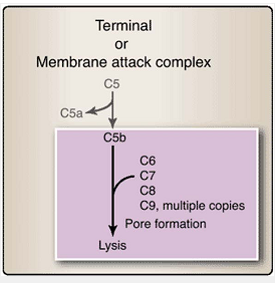 Terminal
or
Membrane attack complex
C5
C5a
C5b
C6
C7
C8
C9, multiple copies
Pore formation
Lysis